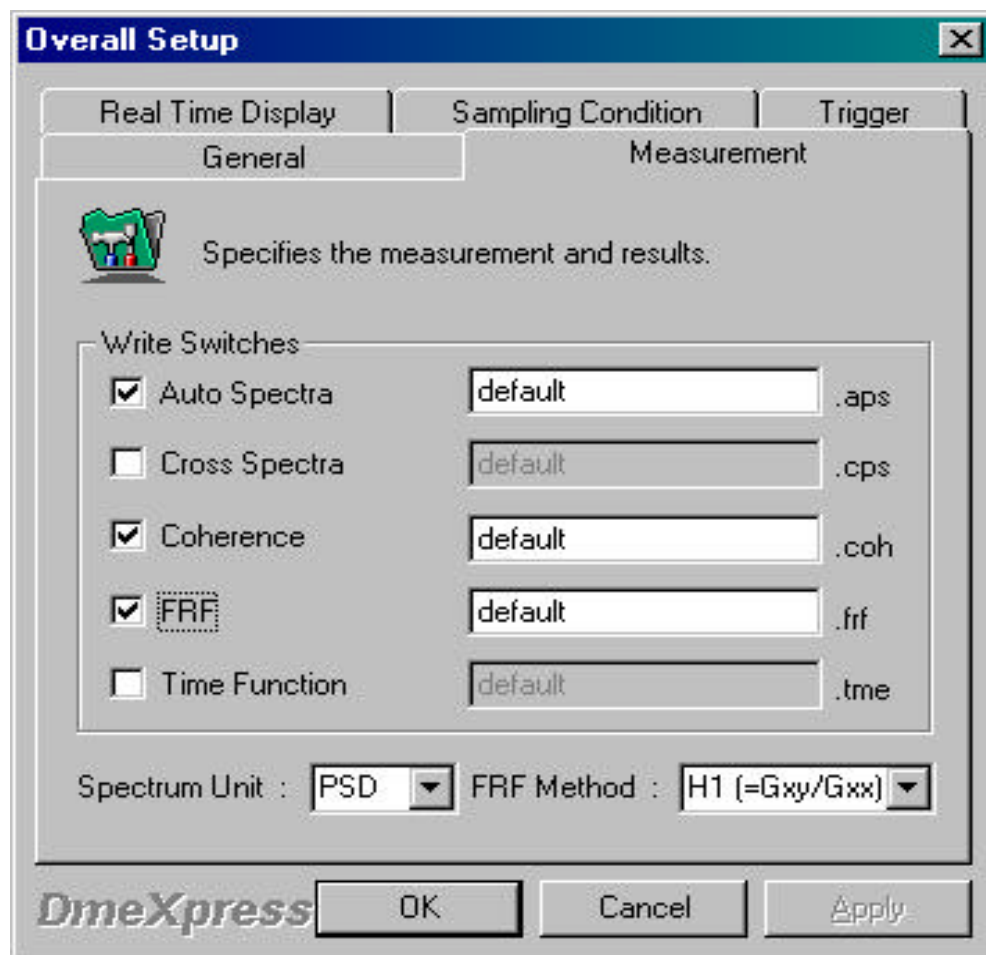 Overall Setup
Real Time Display Sampling Condition Trigger
General Measurement
Specifies the measurement and results.
Write Switches
Auto Spectra default .aps
Cross Spectra default .cps
Coherence default .coh
FRF default .frf
Time Function default .tme
Spectrum Unit : PSD FRF Method : H1 (=Gxy/Gxx)
DmeXpress OK Cancel Apply